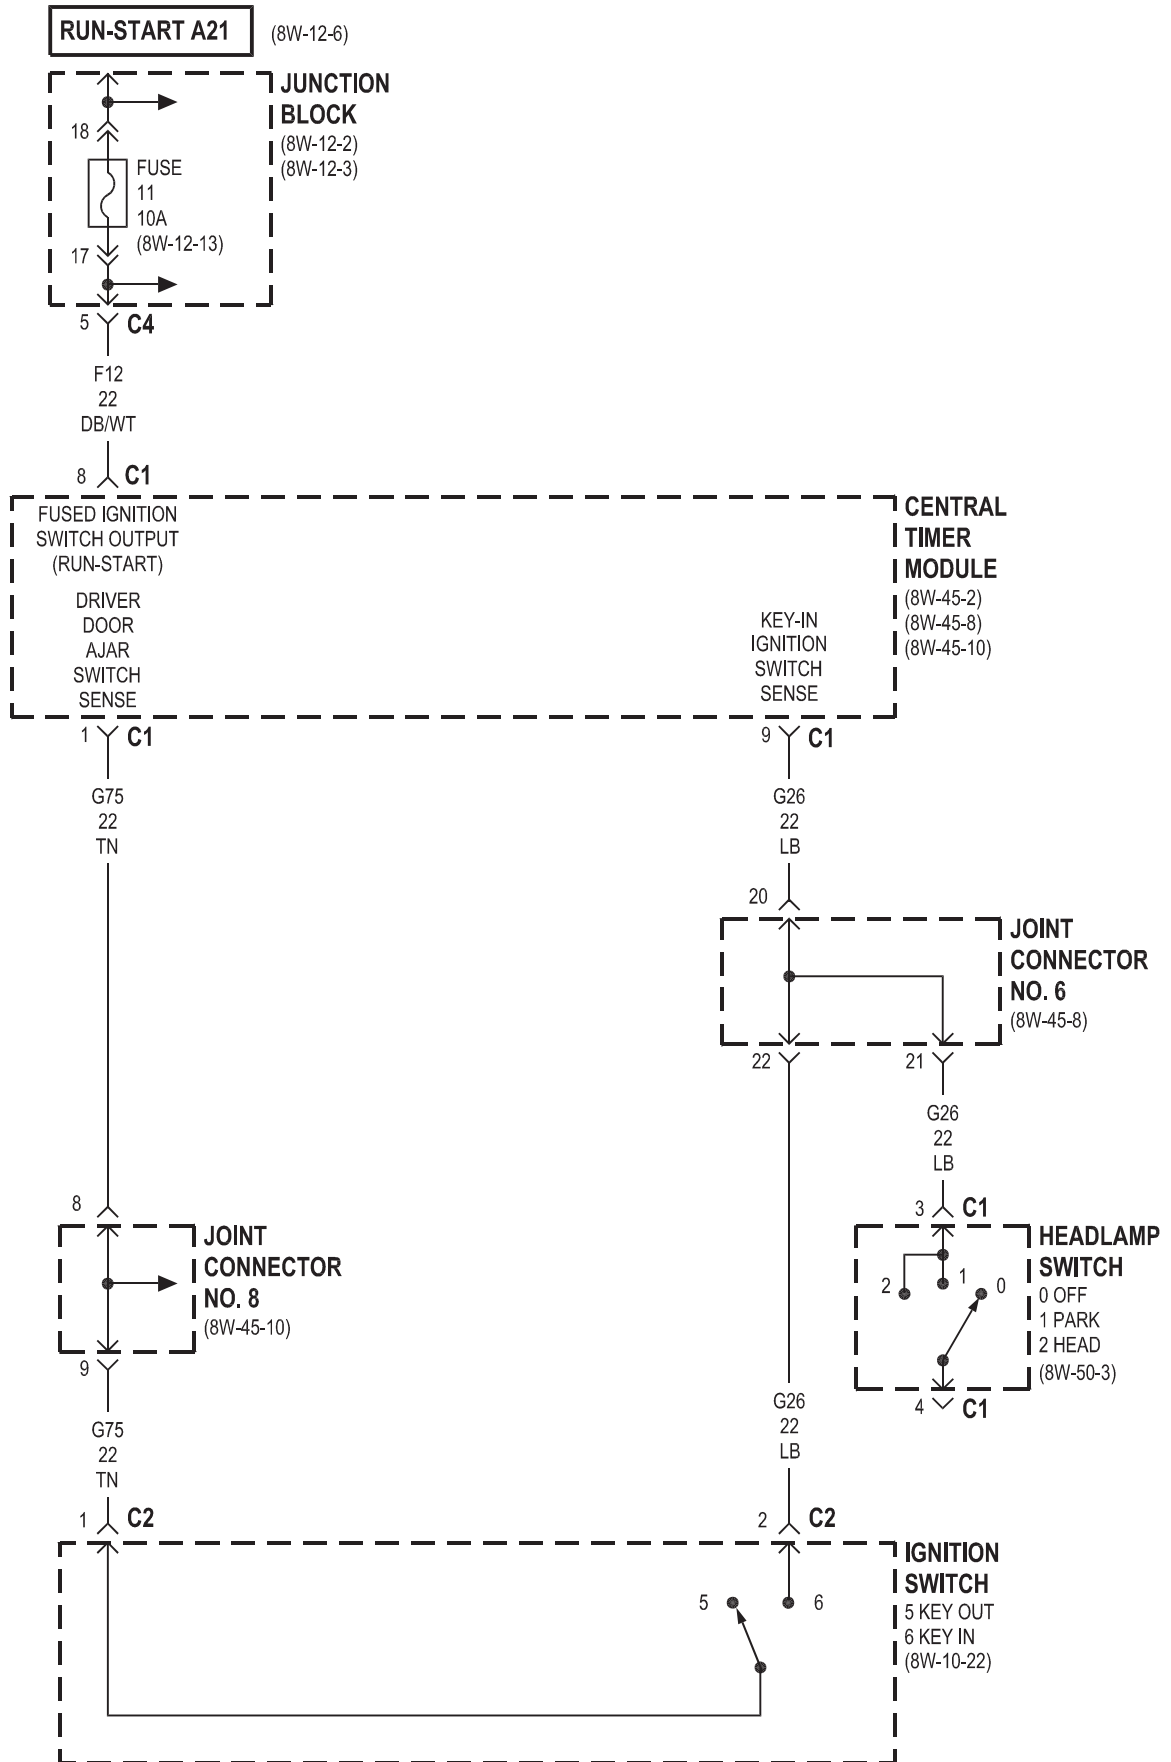 RUN-START A21
(8W-12-6)
JUNCTION
BLOCK
(8W-12-2)
(8W-12-3)
18
FUSE
11
10A
(8W-12-13)
17
5
C4
F12
22
DB/WT
8
C1
FUSED IGNITION
SWITCH OUTPUT
(RUN-START)
DRIVER
DOOR
AJAR
SWITCH
SENSE
KEY-IN
IGNITION
SWITCH
SENSE
CENTRAL
TIMER
MODULE
(8W-45-2)
(8W-45-8)
(8W-45-10)
1
C1
9
C1
G75
22
TN
G26
22
LB
20
JOINT
CONNECTOR
NO. 6
(8W-45-8)
22
21
G26
22
LB
8
JOINT
CONNECTOR
NO. 8
(8W-45-10)
9
3
C1
2
1
0
HEADLAMP
SWITCH
0 OFF
1 PARK
2 HEAD
(8W-50-3)
4
C1
G75
22
TN
G26
22
LB
1
C2
2
C2
5
6
IGNITION
SWITCH
5 KEY OUT
6 KEY IN
(8W-10-22)